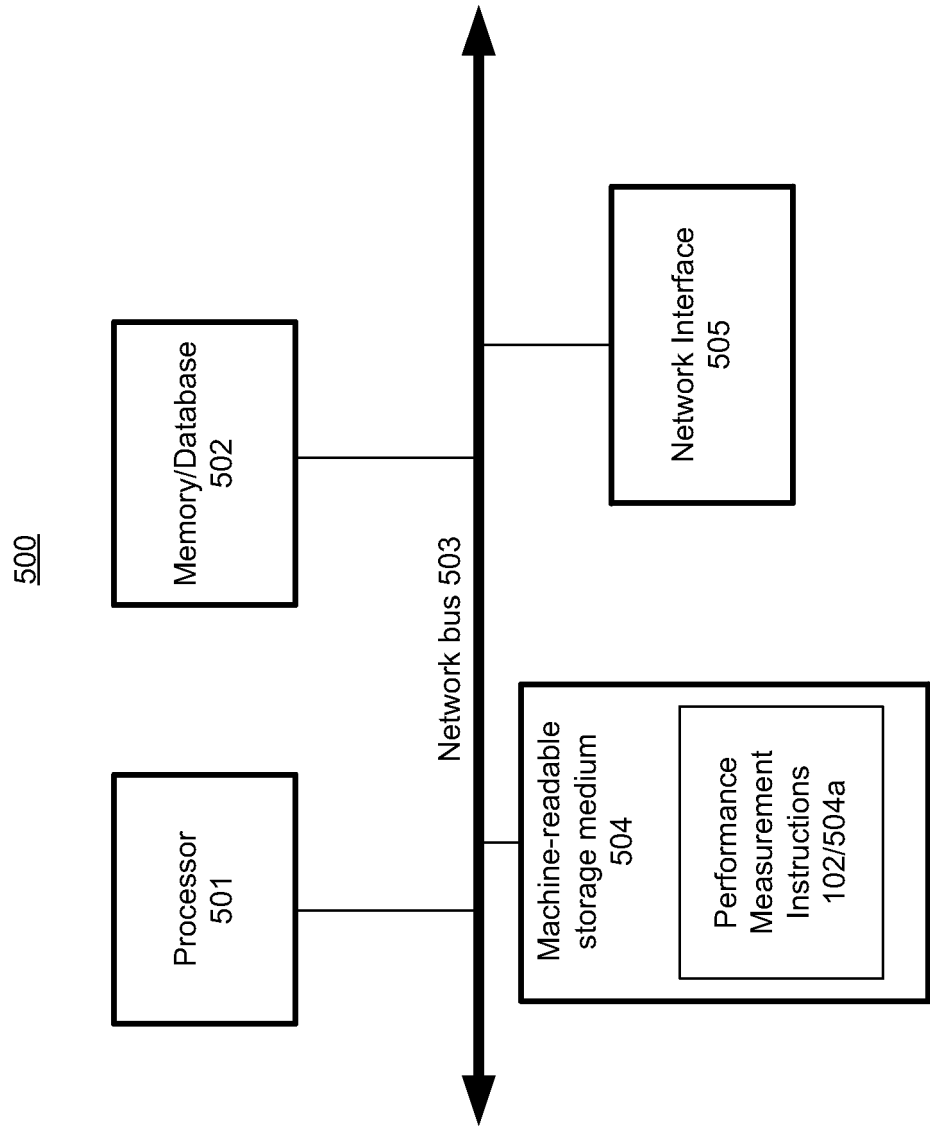 500
Processor
501
Memory/Database
502
Network bus 503
Machine-readable
storage medium
504
Performance
Measurement
Instructions
102/504a
Network Interface
505